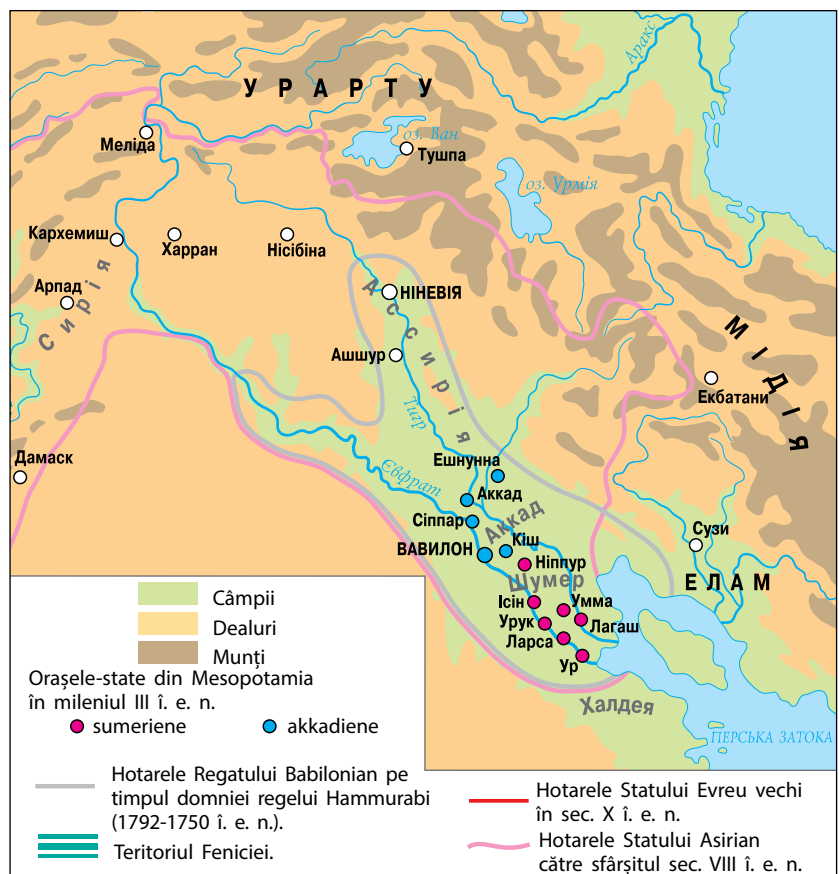 УРАРТУ
Аракс
Меліда
оз. Ван
Тушпа
оз. Урмія
Кархемиш
Харран
Нісібіна
Арпад
Сирія
НІНЕВІЯ
Ассирія
Ашшур
МІДІЯ
Екбатани
Тигр
Дамаск
Євфрат
Ешнунна
Аккад
Сіппар
Аккад
Сузи
ВАВИЛОН
Кіш
Ніппур
Шумер
ЕЛАМ
Ісін
Умма
Урук
Лагаш
Ларса
Ур
Халдея
ПЕРСЬКА ЗАТОКА
Câmpii
Dealuri
Munți
Orașele-state din Mesopotamia
în mileniul III î. e. n.
sumeriene
akkadiene
Hotarele Regatului Babilonian pe
timpul domniei regelui Hammurabi
(1792-1750 î. e. n.).
Teritoriul Feniciei.
Hotarele Statului Evreu vechi
în sec. X î. e. n.
Hotarele Statului Asirian
către sfârșitul sec. VIII î. e. n.